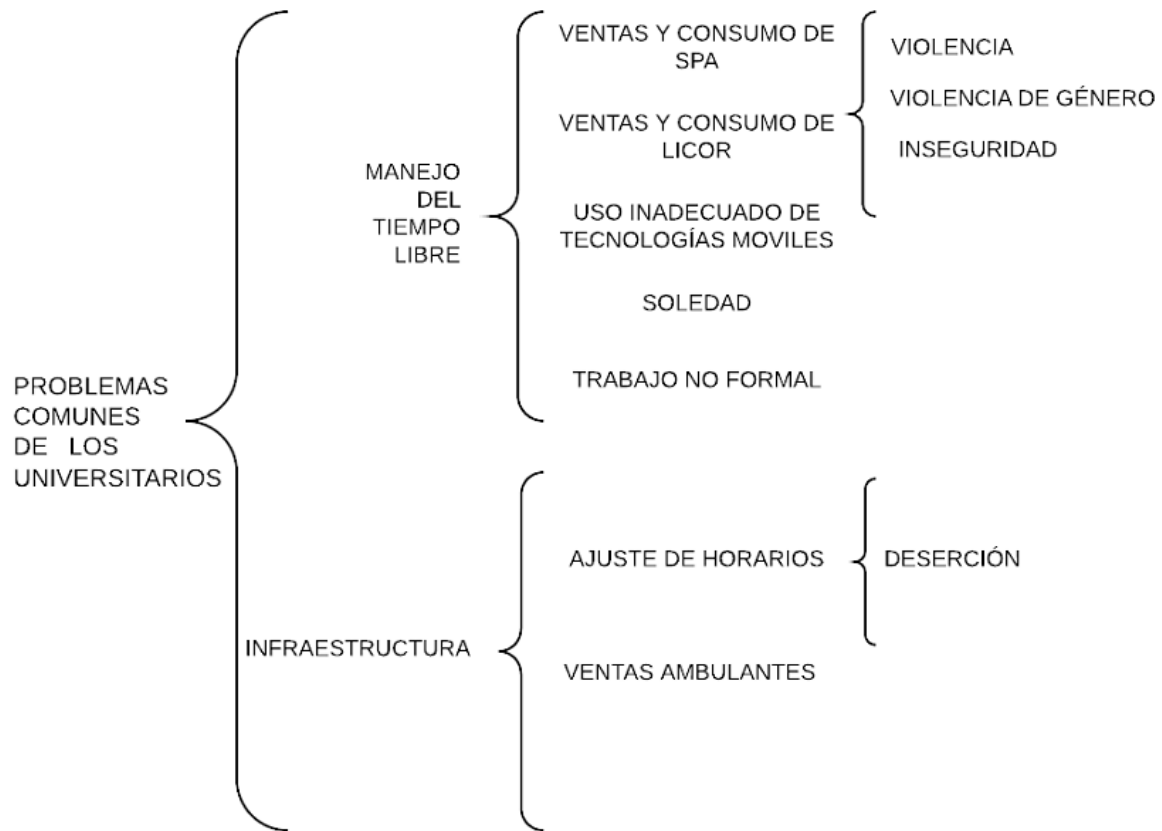 PROBLEMAS
COMUNES
DE LOS
UNIVERSITARIOS
MANEJO
DEL
TIEMPO
LIBRE
VENTAS Y CONSUMO DE
SPA
VENTAS Y CONSUMO DE
LICOR
VIOLENCIA
VIOLENCIA DE GÉNERO
INSEGURIDAD
USO INADECUADO DE
TECNOLOGÍAS MOVILES
SOLEDAD
TRABAJO NO FORMAL
INFRAESTRUCTURA
AJUSTE DE HORARIOS
DESERCIÓN
VENTAS AMBULANTES